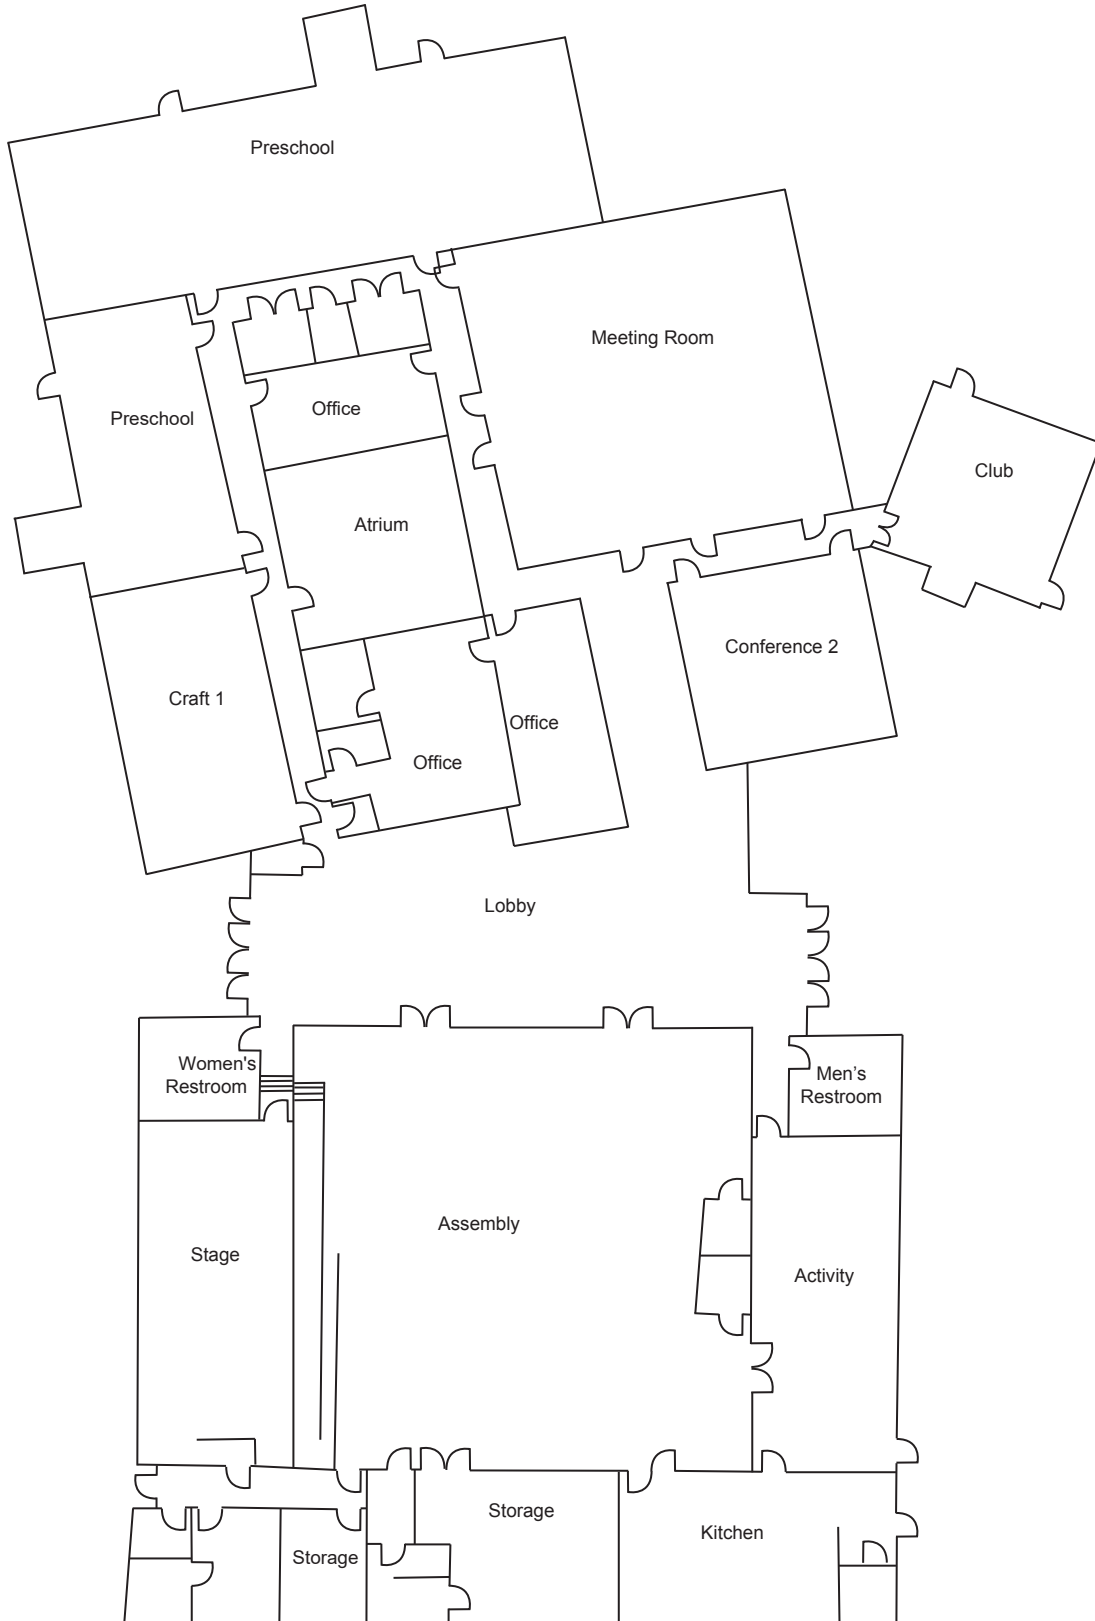 Preschool
Meeting Room
Preschool
Office
Club
Atrium
Conference 2
Craft 1
Office
Office
Lobby
Women's
Restroom
Men’s
Restroom
Assembly
Stage
Activity
Storage
Kitchen
Storage